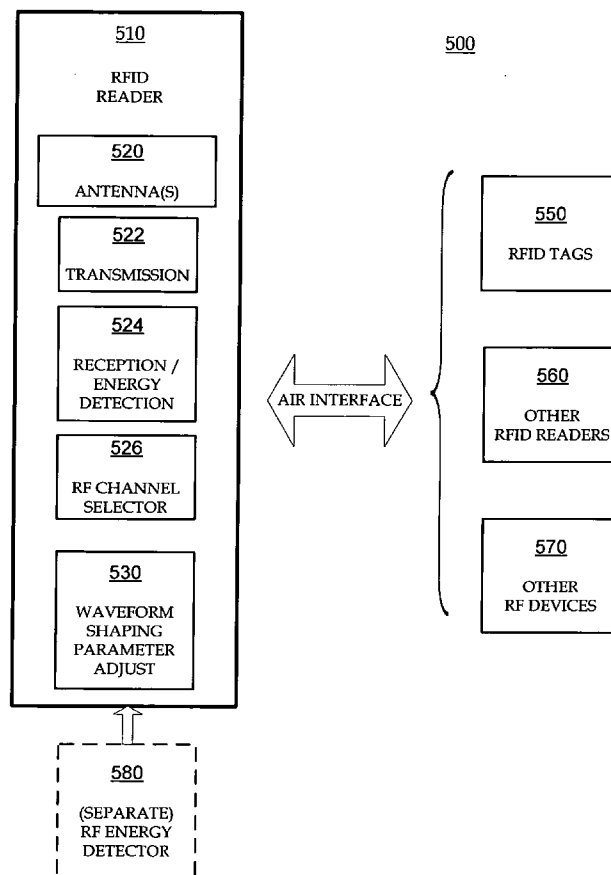 510
RFID
READER
520
ANTENNA(S)
522
TRANSMISSION
524
RECEPTION /
ENERGY
DETECTION
526
RF CHANNEL
SELECTOR
530
WAVEFORM
SHAPING
PARAMETER
ADJUST
580
(SEPARATE)
RF ENERGY
DETECTOR
AIR INTERFACE
500
550
RFID TAGS
560
OTHER
RFID READERS
570
OTHER
RF DEVICES